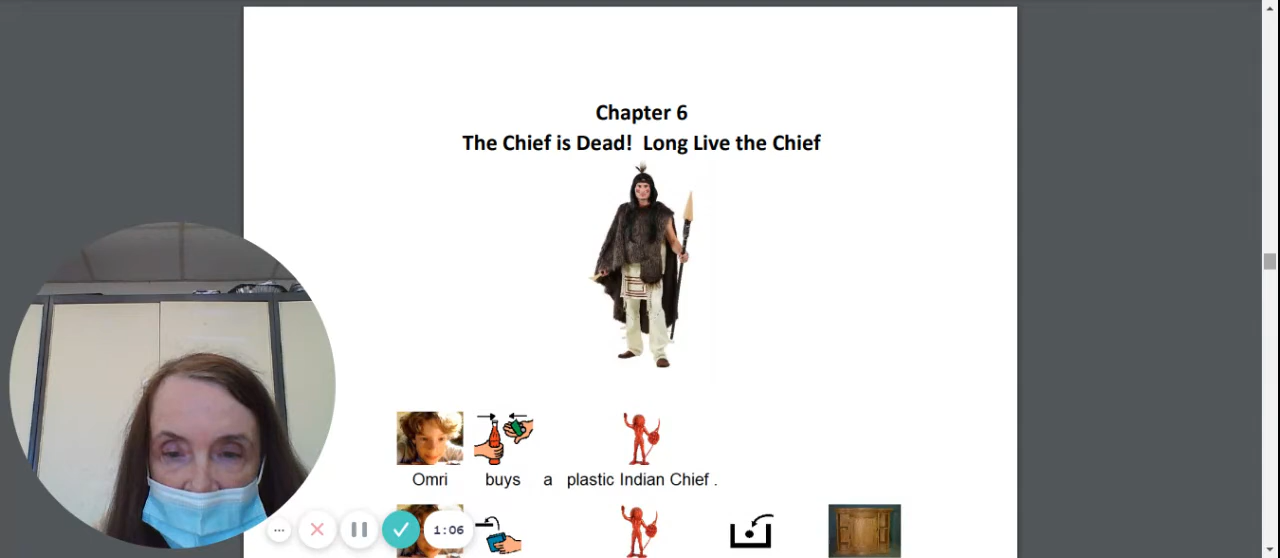 Chapter 6
The Chief is Dead!  Long Live the Chief
Omri buys a plastic Indian Chief .
1:06